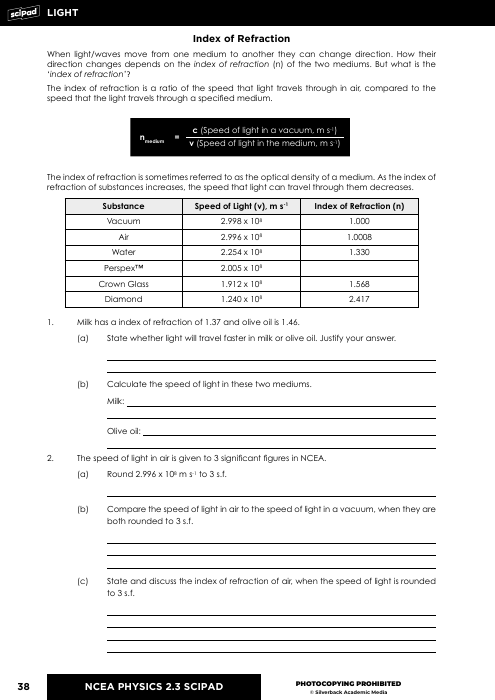 scipad LIGHT
Index of Refraction
When light/waves move from one medium to another they can change direction. How their
direction changes depends on the index of refraction (n) of the two mediums. But what is the
‘index of refraction’?
The index of refraction is a ratio of the speed that light travels through in air, compared to the
speed that the light travels through a specified medium.
n medium = c (Speed of light in a vacuum, m s⁻¹)
v (Speed of light in the medium, m s⁻¹)
The index of refraction is sometimes referred to as the optical density of a medium. As the index of
refraction of substances increases, the speed that light can travel through them decreases.
Substance Speed of Light (v), m s⁻¹ Index of Refraction (n)
Vacuum 2.998 x 10⁸ 1.000
Air 2.996 x 10⁸ 1.0008
Water 2.254 x 10⁸ 1.330
Perspex™ 2.005 x 10⁸
Crown Glass 1.912 x 10⁸ 1.568
Diamond 1.240 x 10⁸ 2.417
1. Milk has a index of refraction of 1.37 and olive oil is 1.46.
(a) State whether light will travel faster in milk or olive oil. Justify your answer.
(b) Calculate the speed of light in these two mediums.
Milk:
Olive oil:
2. The speed of light in air is given to 3 significant figures in NCEA.
(a) Round 2.996 x 10⁸ m s⁻¹ to 3 s.f.
(b) Compare the speed of light in air to the speed of light in a vacuum, when they are
both rounded to 3 s.f.
(c) State and discuss the index of refraction of air, when the speed of light is rounded
to 3 s.f.
38 NCEA PHYSICS 2.3 SCIPAD PHOTOCOPYING PROHIBITED
© Silverback Academic Media